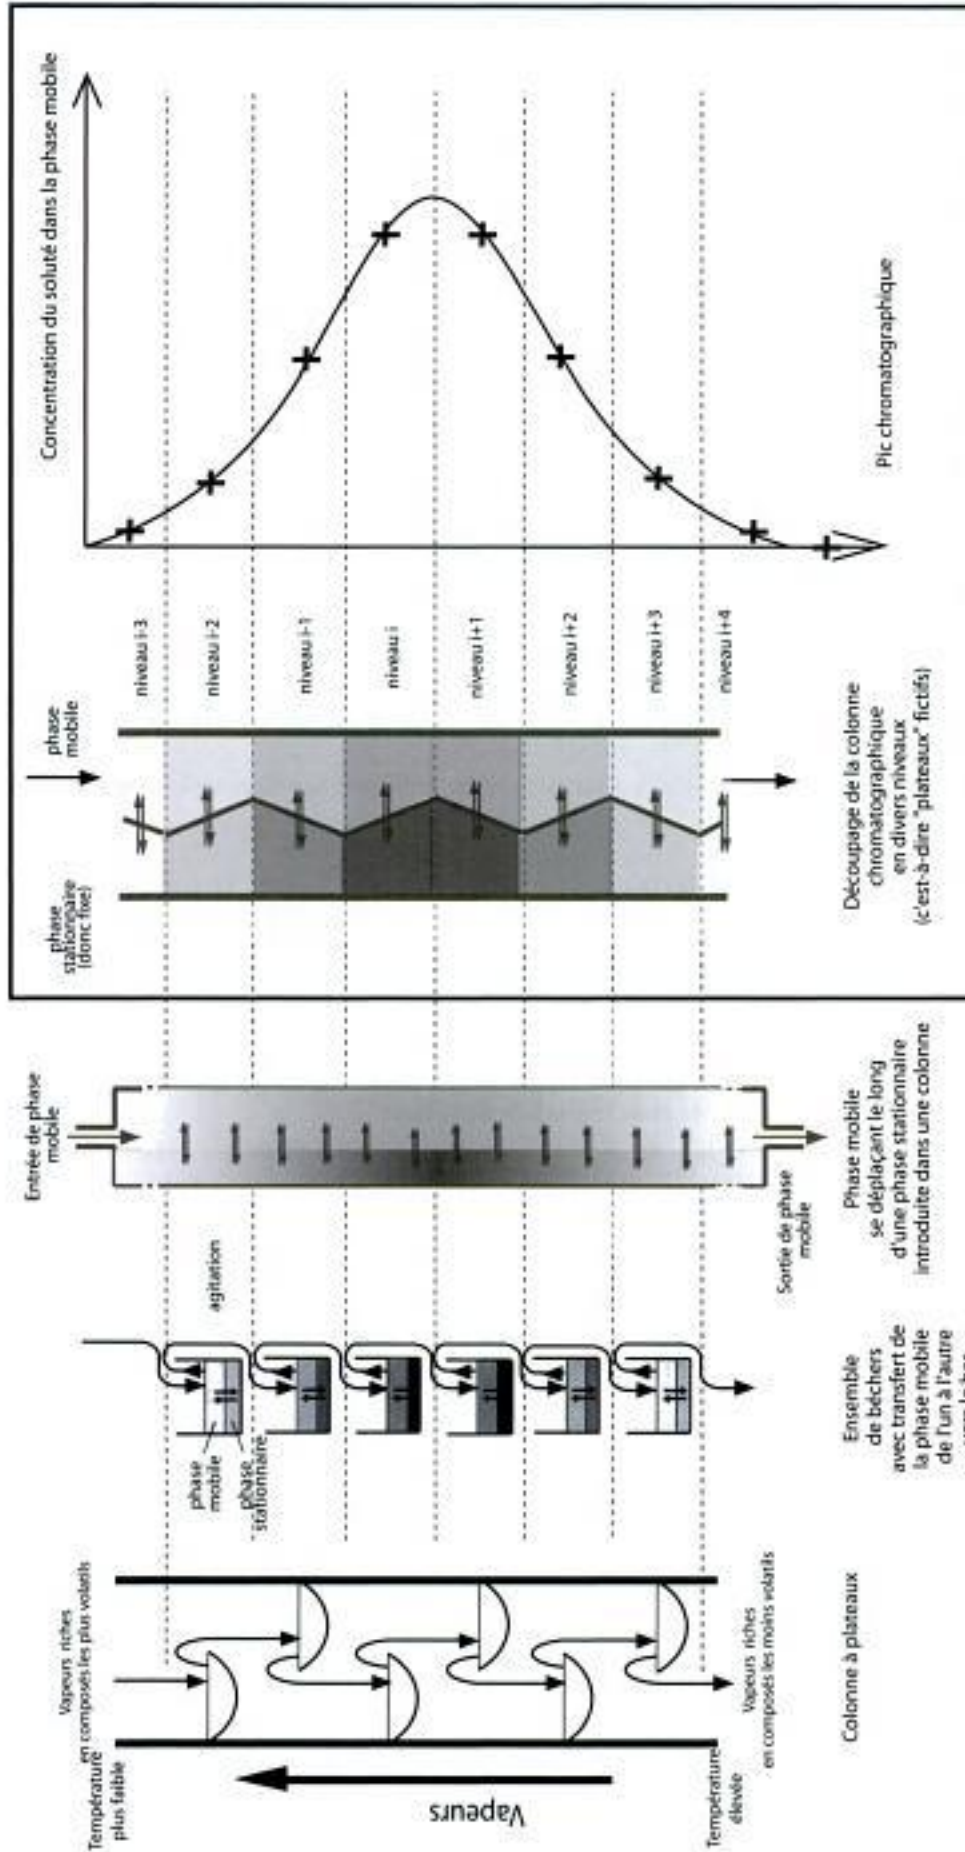 Température
plus faible
Vapeurs riches
en composés les plus volatils
Vapeurs
Température
élevée
Vapeurs riches
en composés les moins volatils
Colonne à plateaux
phase
mobile
phase
stationnaire
agitation
Ensemble
de béchers
avec transfert de
la phase mobile
de l'un à l'autre
Entrée de phase
mobile
Sortie de phase
mobile
Phase mobile
se déplaçant le long
d'une phase stationnaire
introduite dans une colonne
phase
stationnaire
(donc fixe)
phase
mobile
niveau i-3
niveau i-2
niveau i-1
niveau i
niveau i+1
niveau i+2
niveau i+3
niveau i+4
Découpage de la colonne
chromatographique
en divers niveaux
(c'est-à-dire "plateaux" fictifs)
Concentration du soluté dans la phase mobile
Pic chromatographique